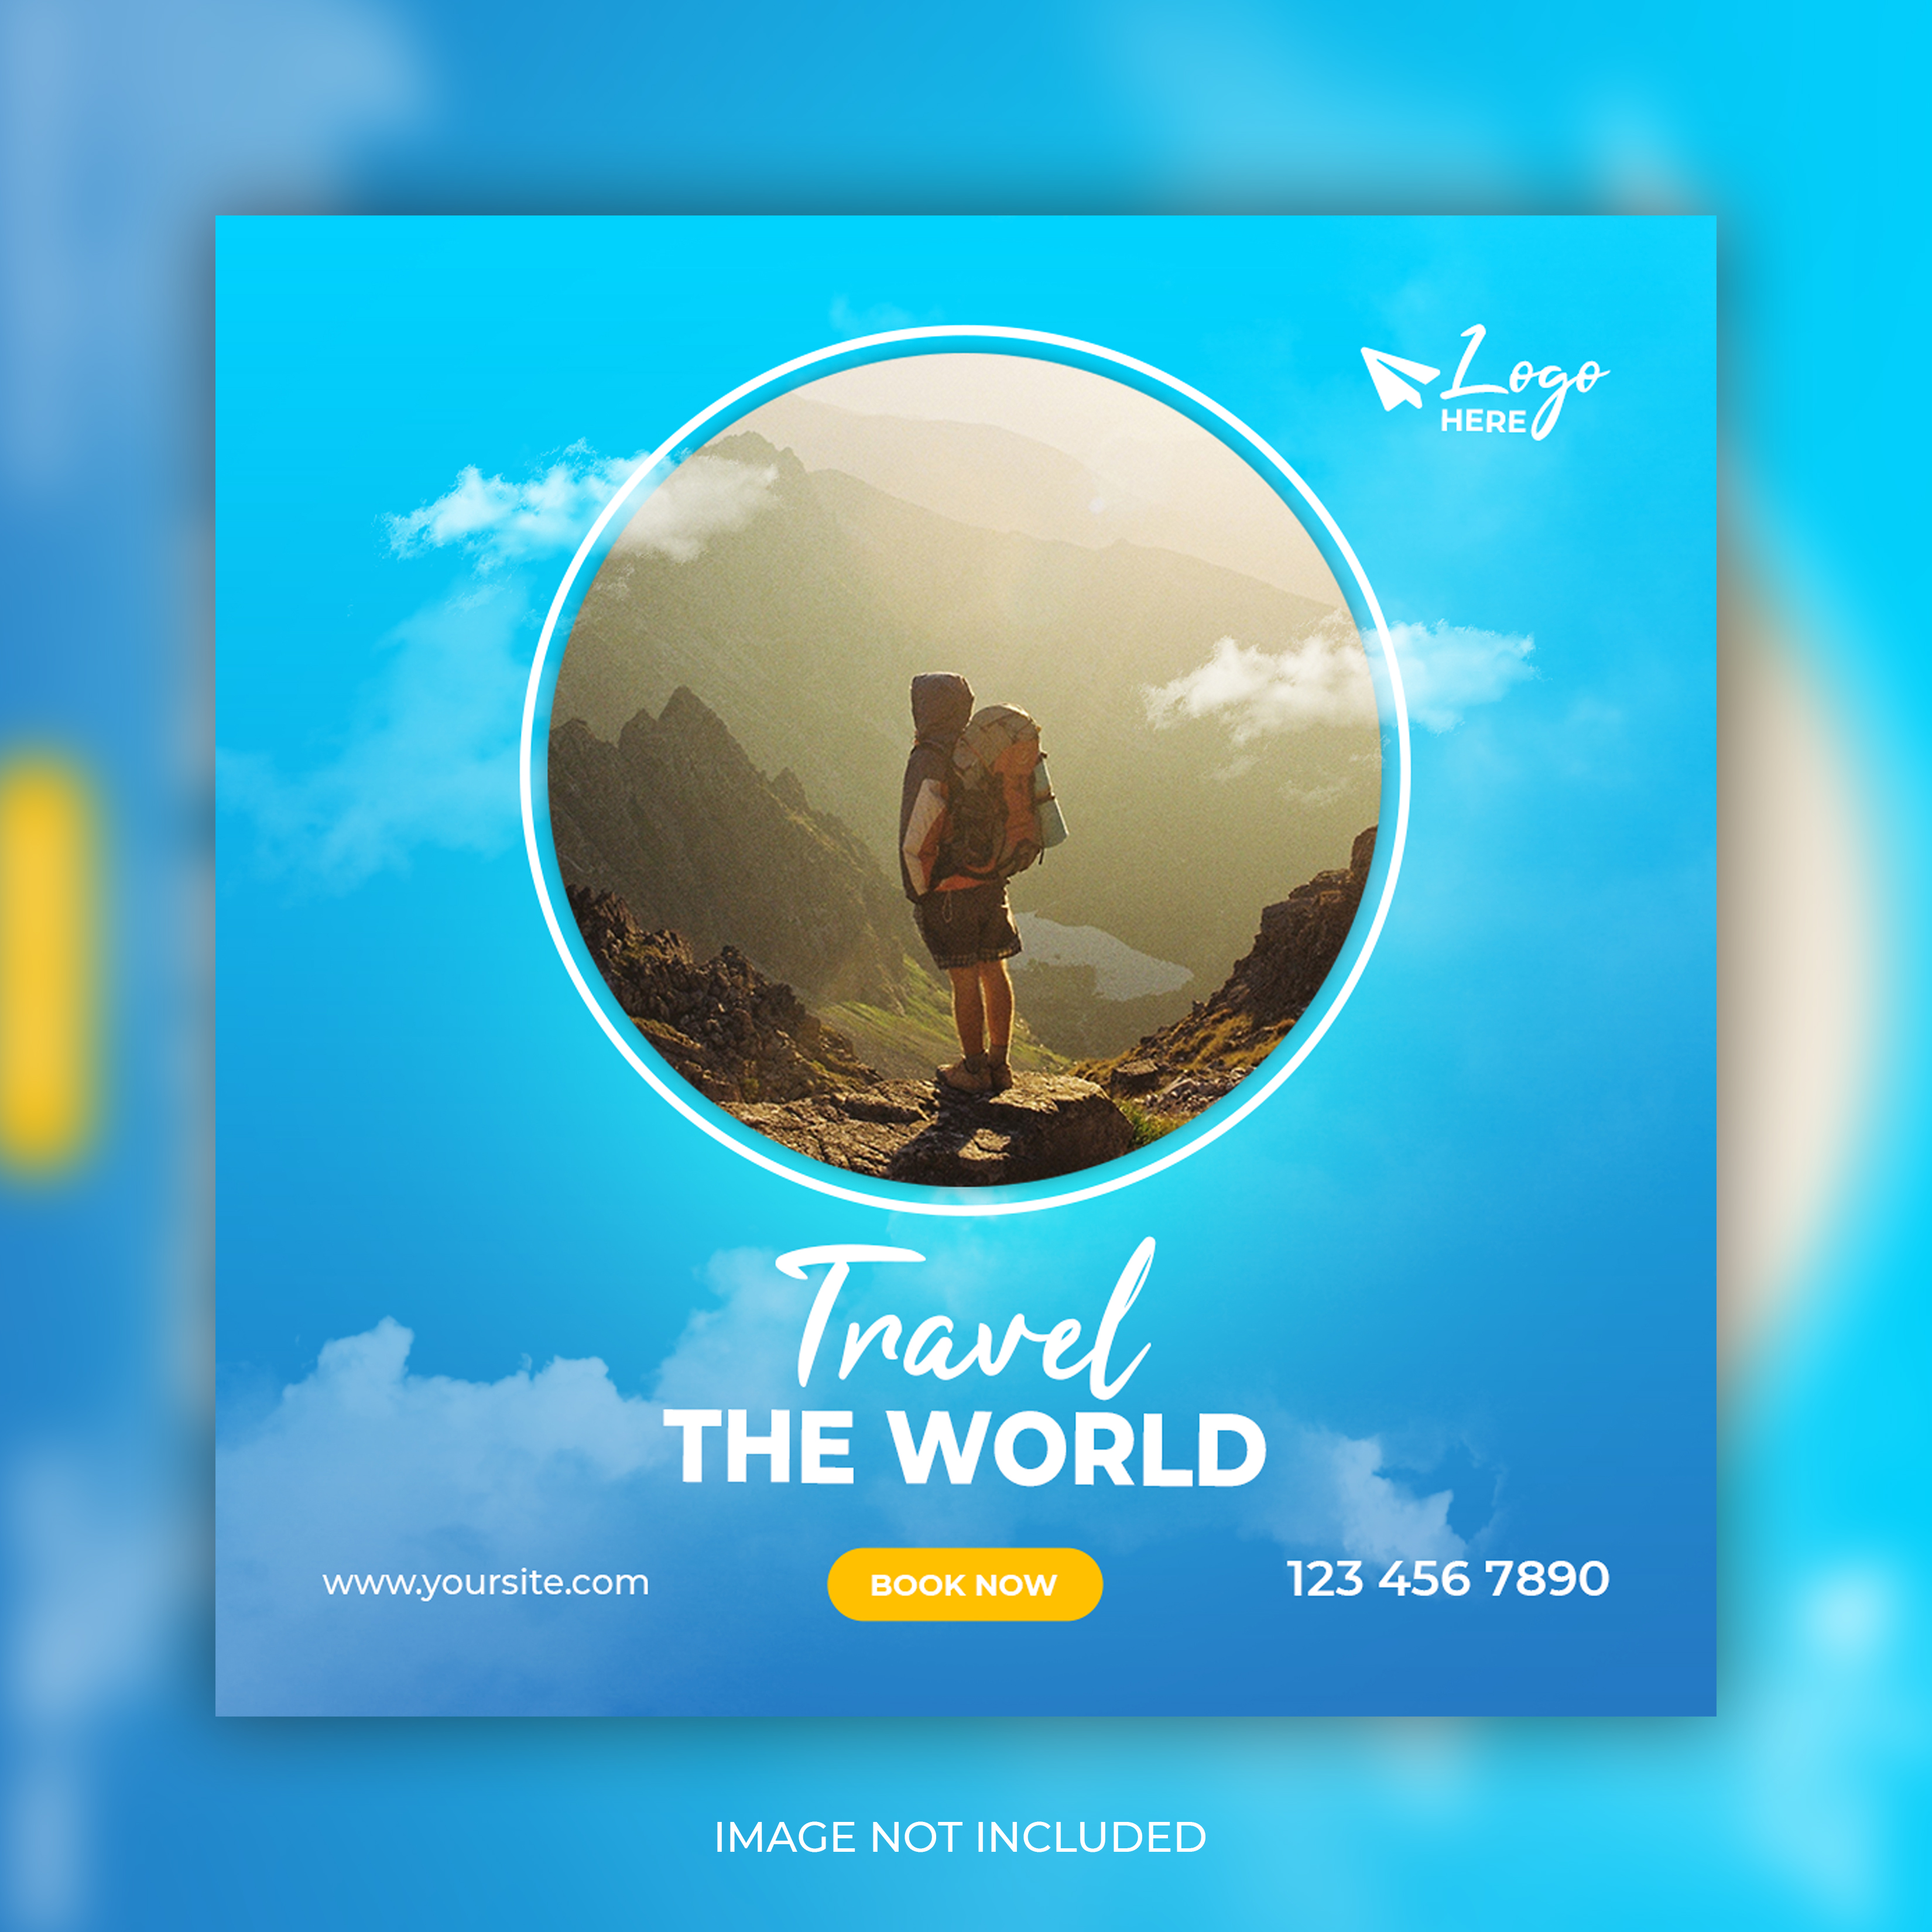 Logo
HERE
Travel
THE WORLD
www.yoursite.com
BOOK NOW
123 456 7890
IMAGE NOT INCLUDED